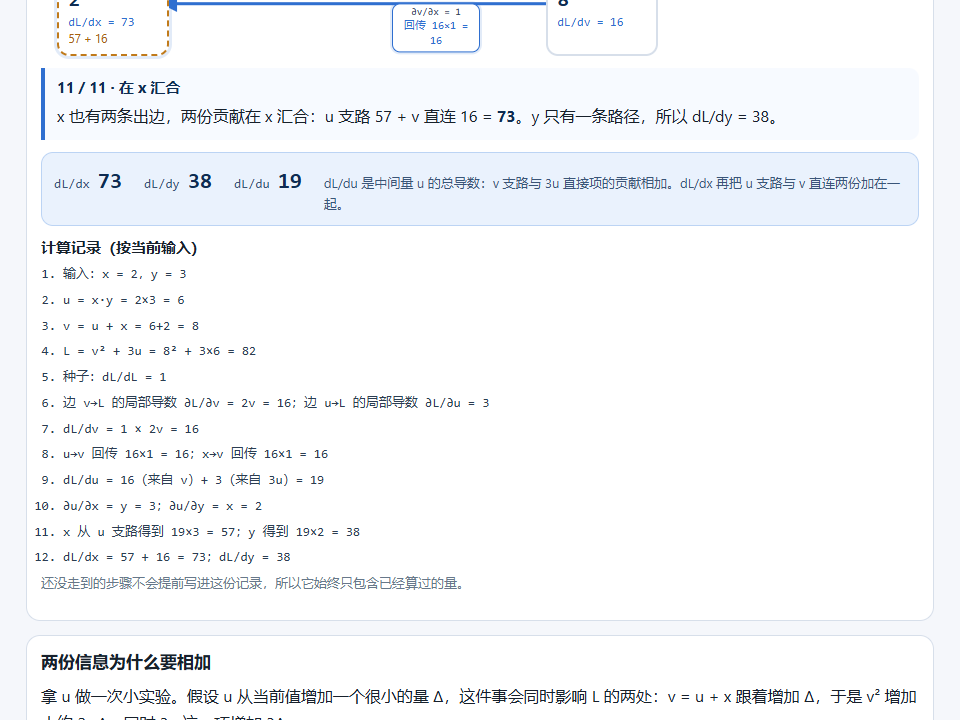 2
dL/dx = 73
57 + 16
∂v/∂x = 1
回传 16×1 =
16
8
dL/dv = 16
11 / 11 · 在 x 汇合
x 也有两条出边，两份贡献在 x 汇合：u 支路 57 + v 直连 16 = 73。y 只有一条路径，所以 dL/dy = 38。
dL/dx 73 dL/dy 38 dL/du 19
dL/du 是中间量 u 的总导数：v 支路与 3u 直接项的贡献相加。dL/dx 再把 u 支路与 v 直连两份加在一
起。
计算记录（按当前输入）
1. 输入：x = 2, y = 3
2. u = x·y = 2×3 = 6
3. v = u + x = 6+2 = 8
4. L = v² + 3u = 8² + 3×6 = 82
5. 种子：dL/dL = 1
6. 边 v→L 的局部导数 ∂L/∂v = 2v = 16；边 u→L 的局部导数 ∂L/∂u = 3
7. dL/dv = 1 × 2v = 16
8. u→v 回传 16×1 = 16；x→v 回传 16×1 = 16
9. dL/du = 16（来自 v）+ 3（来自 3u）= 19
10. ∂u/∂x = y = 3；∂u/∂y = x = 2
11. x 从 u 支路得到 19×3 = 57；y 得到 19×2 = 38
12. dL/dx = 57 + 16 = 73；dL/dy = 38
还没走到的步骤不会提前写进这份记录，所以它始终只包含已经算过的量。
两份信息为什么要相加
拿 u 做一次小实验。假设 u 从当前值增加一个很小的量 Δ，这件事会同时影响 L 的两处：v = u + x 跟着增加 Δ，于是 v² 增加